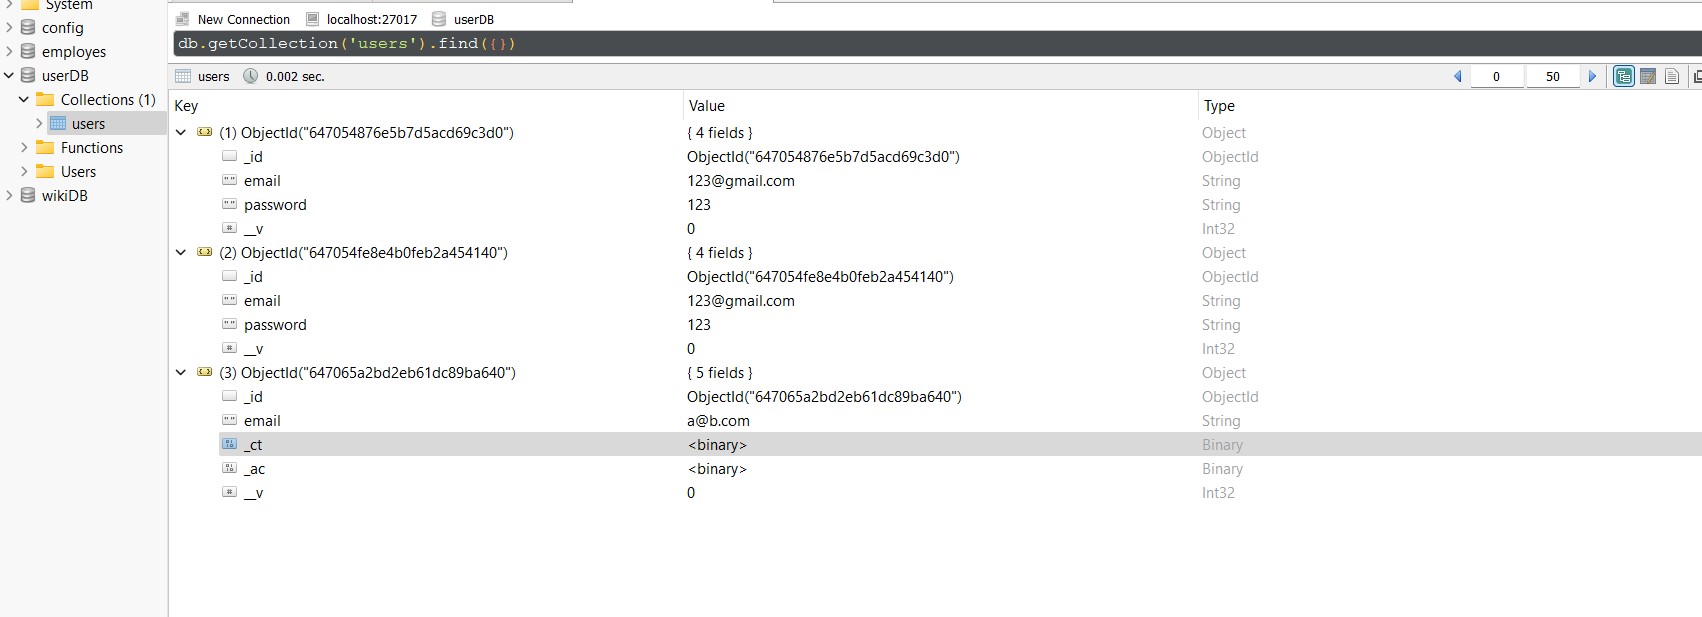 System
config
employes
userDB
Collections (1)
users
Functions
Users
wikiDB
New Connection localhost:27017 userDB
db.getCollection('users').find({})
users 0.002 sec. 0 50
Key Value Type
(1) ObjectId("647054876e5b7d5acd69c3d0") { 4 fields } Object
_id ObjectId("647054876e5b7d5acd69c3d0") ObjectId
email 123@gmail.com String
password 123 String
__v 0 Int32
(2) ObjectId("647054fe8e4b0feb2a454140") { 4 fields } Object
_id ObjectId("647054fe8e4b0feb2a454140") ObjectId
email 123@gmail.com String
password 123 String
__v 0 Int32
(3) ObjectId("647065a2bd2eb61dc89ba640") { 5 fields } Object
_id ObjectId("647065a2bd2eb61dc89ba640") ObjectId
email a@b.com String
_ct <binary> Binary
_ac <binary> Binary
__v 0 Int32